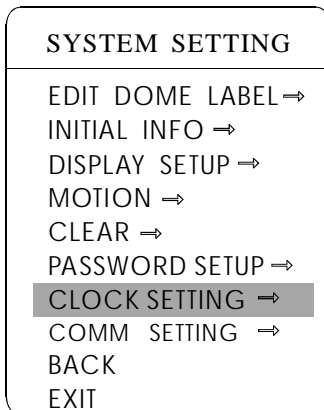 SYSTEM SETTING
EDIT DOME LABEL⇒
INITIAL INFO ⇒
DISPLAY SETUP ⇒
MOTION ⇒
CLEAR ⇒
PASSWORD SETUP ⇒
CLOCK SETTING ⇒
COMM SETTING ⇒
BACK
EXIT